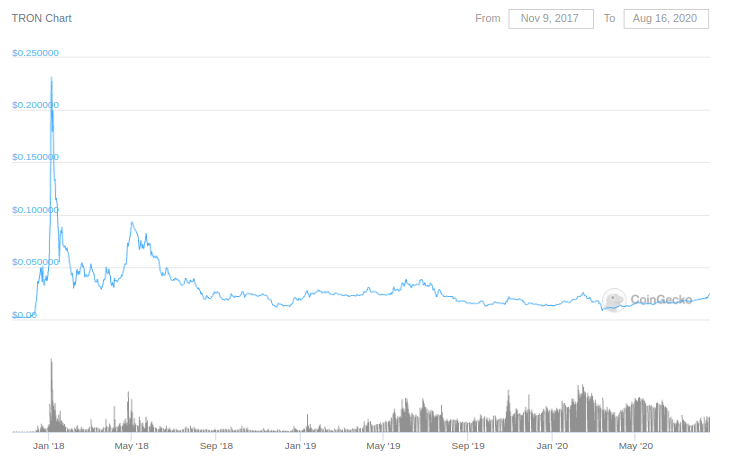 TRON Chart From Nov 9, 2017 To Aug 16, 2020
$0.250000
$0.200000
$0.150000
$0.100000
$0.050000
$0.00
CoinGecko
Jan '18 May '18 Sep '18 Jan '19 May '19 Sep '19 Jan '20 May '20